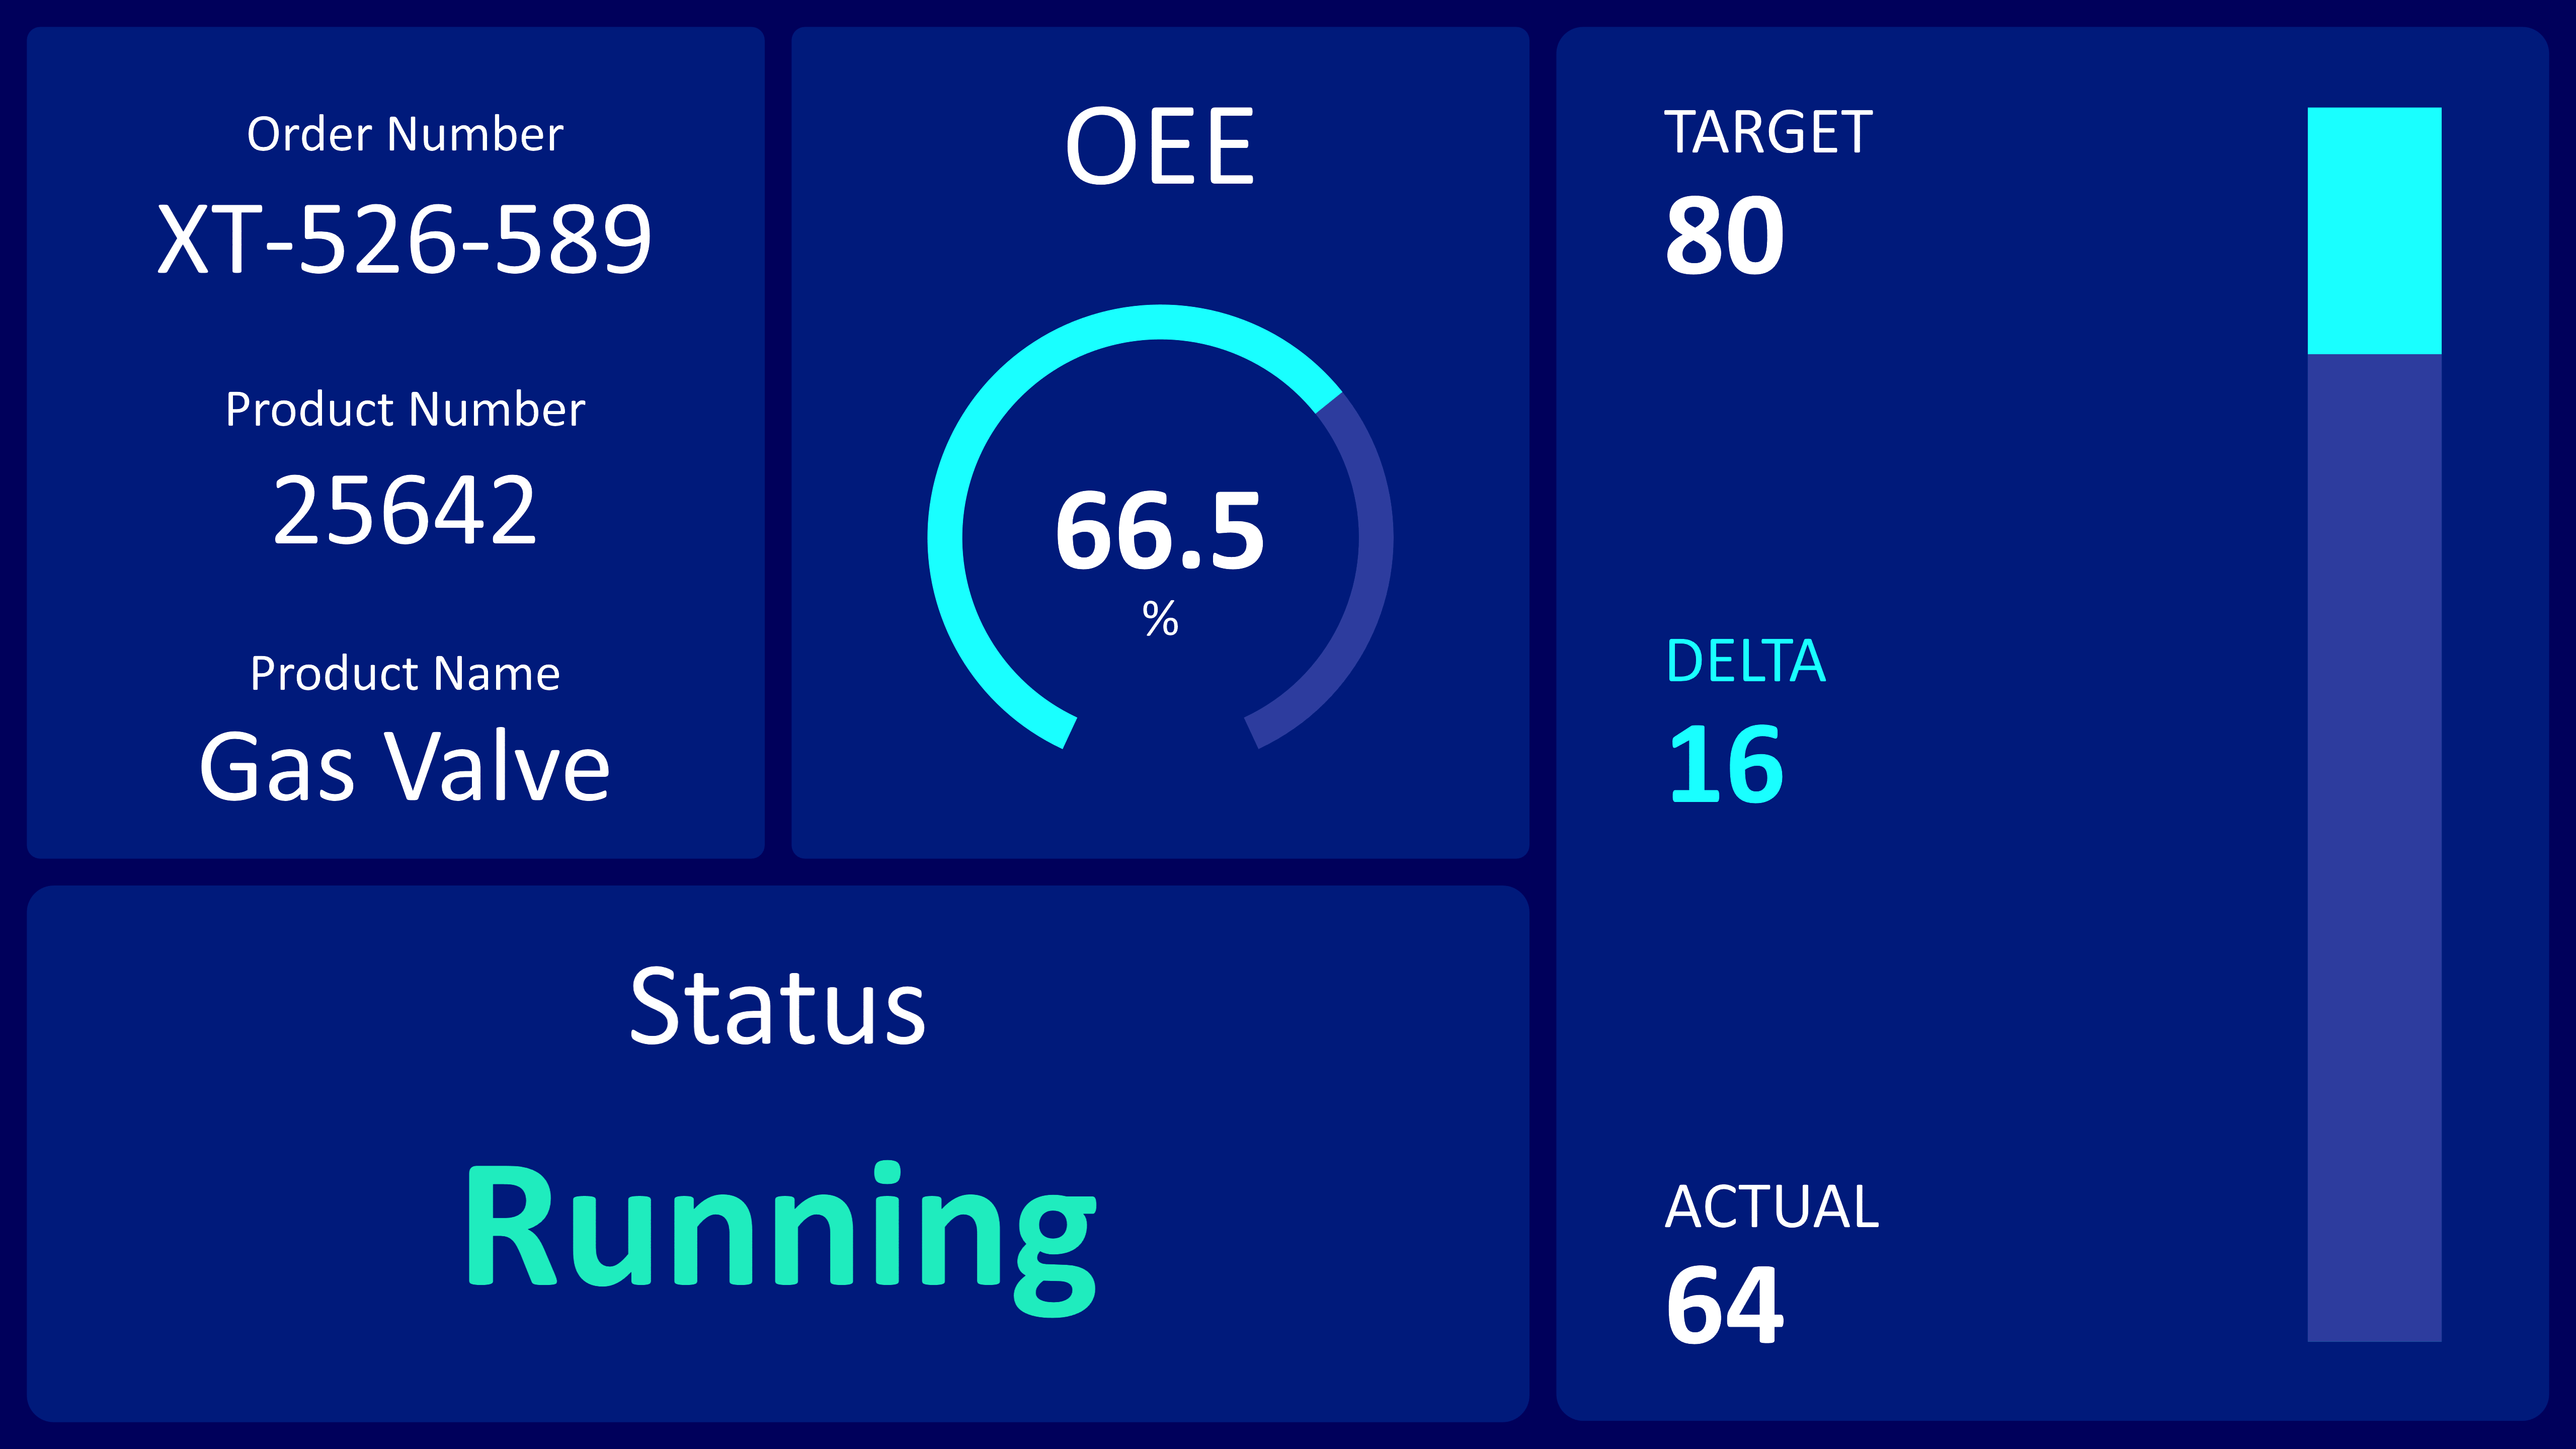 Order Number
XT-526-589
Product Number
25642
Product Name
Gas Valve
OEE
66.5
%
Status
Running
TARGET
80
DELTA
16
ACTUAL
64